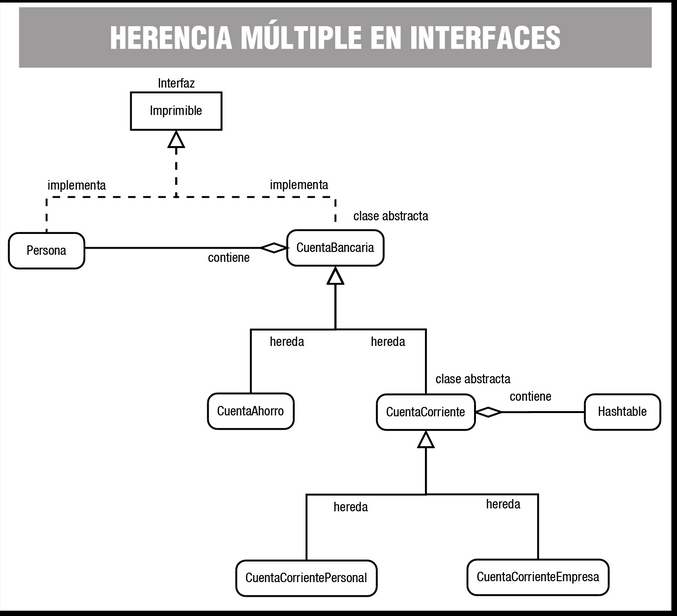 HERENCIA MÚLTIPLE EN INTERFACES
Interfaz
Imprimible
implementa
implementa
clase abstracta
Persona
contiene
CuentaBancaria
hereda
hereda
clase abstracta
contiene
CuentaAhorro
CuentaCorriente
Hashtable
hereda
hereda
CuentaCorrientePersonal
CuentaCorrienteEmpresa